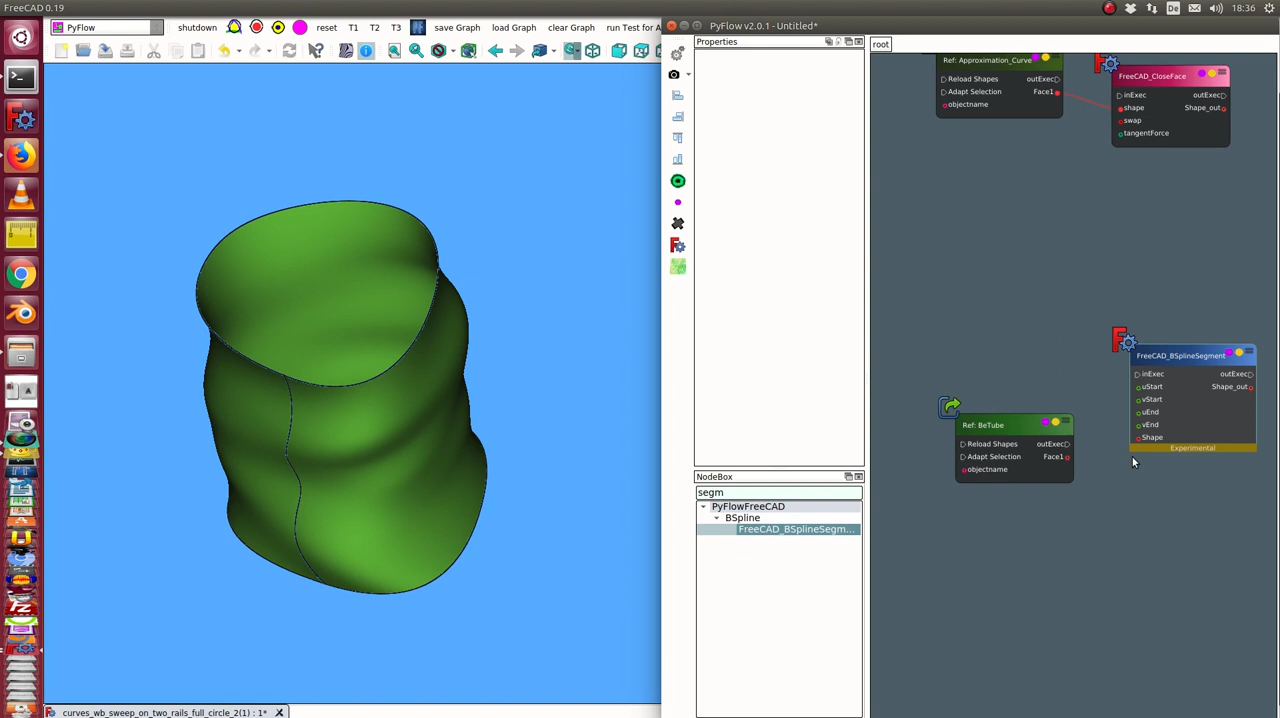 FreeCAD 0.19
De
18:36
PyFlow
shutdown
reset
T1
T2
T3
save Graph
load Graph
clear Graph
run Test for A
PyFlow v2.0.1 - Untitled*
Properties
root
Ref: Approximation_Curve
Reload Shapes
outExec
Adapt Selection
Face1
objectname
FreeCAD_CloseFace
inExec
outExec
shape
Shape_out
swap
tangentForce
FreeCAD_BSplineSegment
inExec
outExec
uStart
Shape_out
vStart
uEnd
vEnd
Shape
Experimental
Ref: BeTube
Reload Shapes
outExec
Adapt Selection
Face1
objectname
NodeBox
segm
PyFlowFreeCAD
BSpline
FreeCAD_BSplineSegm...
curves_wb_sweep_on_two_rails_full_circle_2(1) : 1*